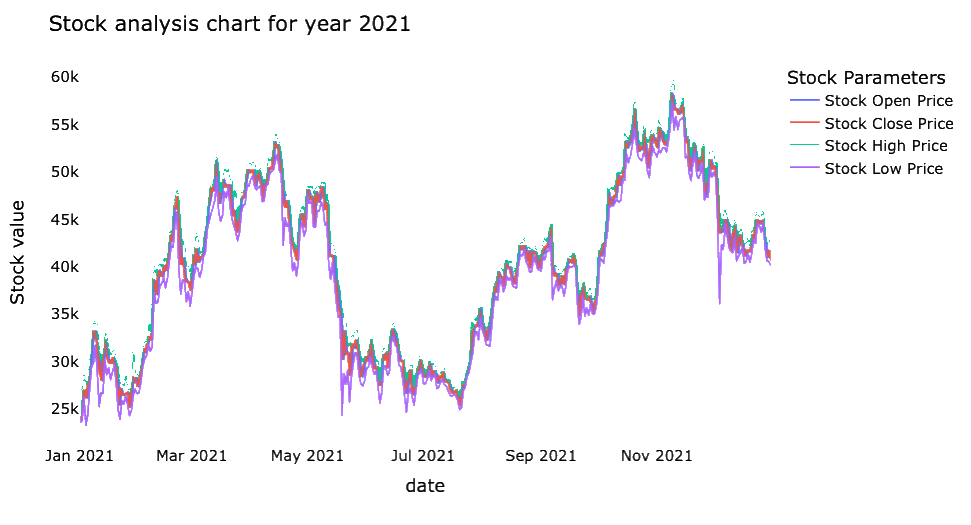 Stock analysis chart for year 2021
Stock value
60k
55k
50k
45k
40k
35k
30k
25k
Jan 2021 Mar 2021 May 2021 Jul 2021 Sep 2021 Nov 2021
date
Stock Parameters
Stock Open Price
Stock Close Price
Stock High Price
Stock Low Price